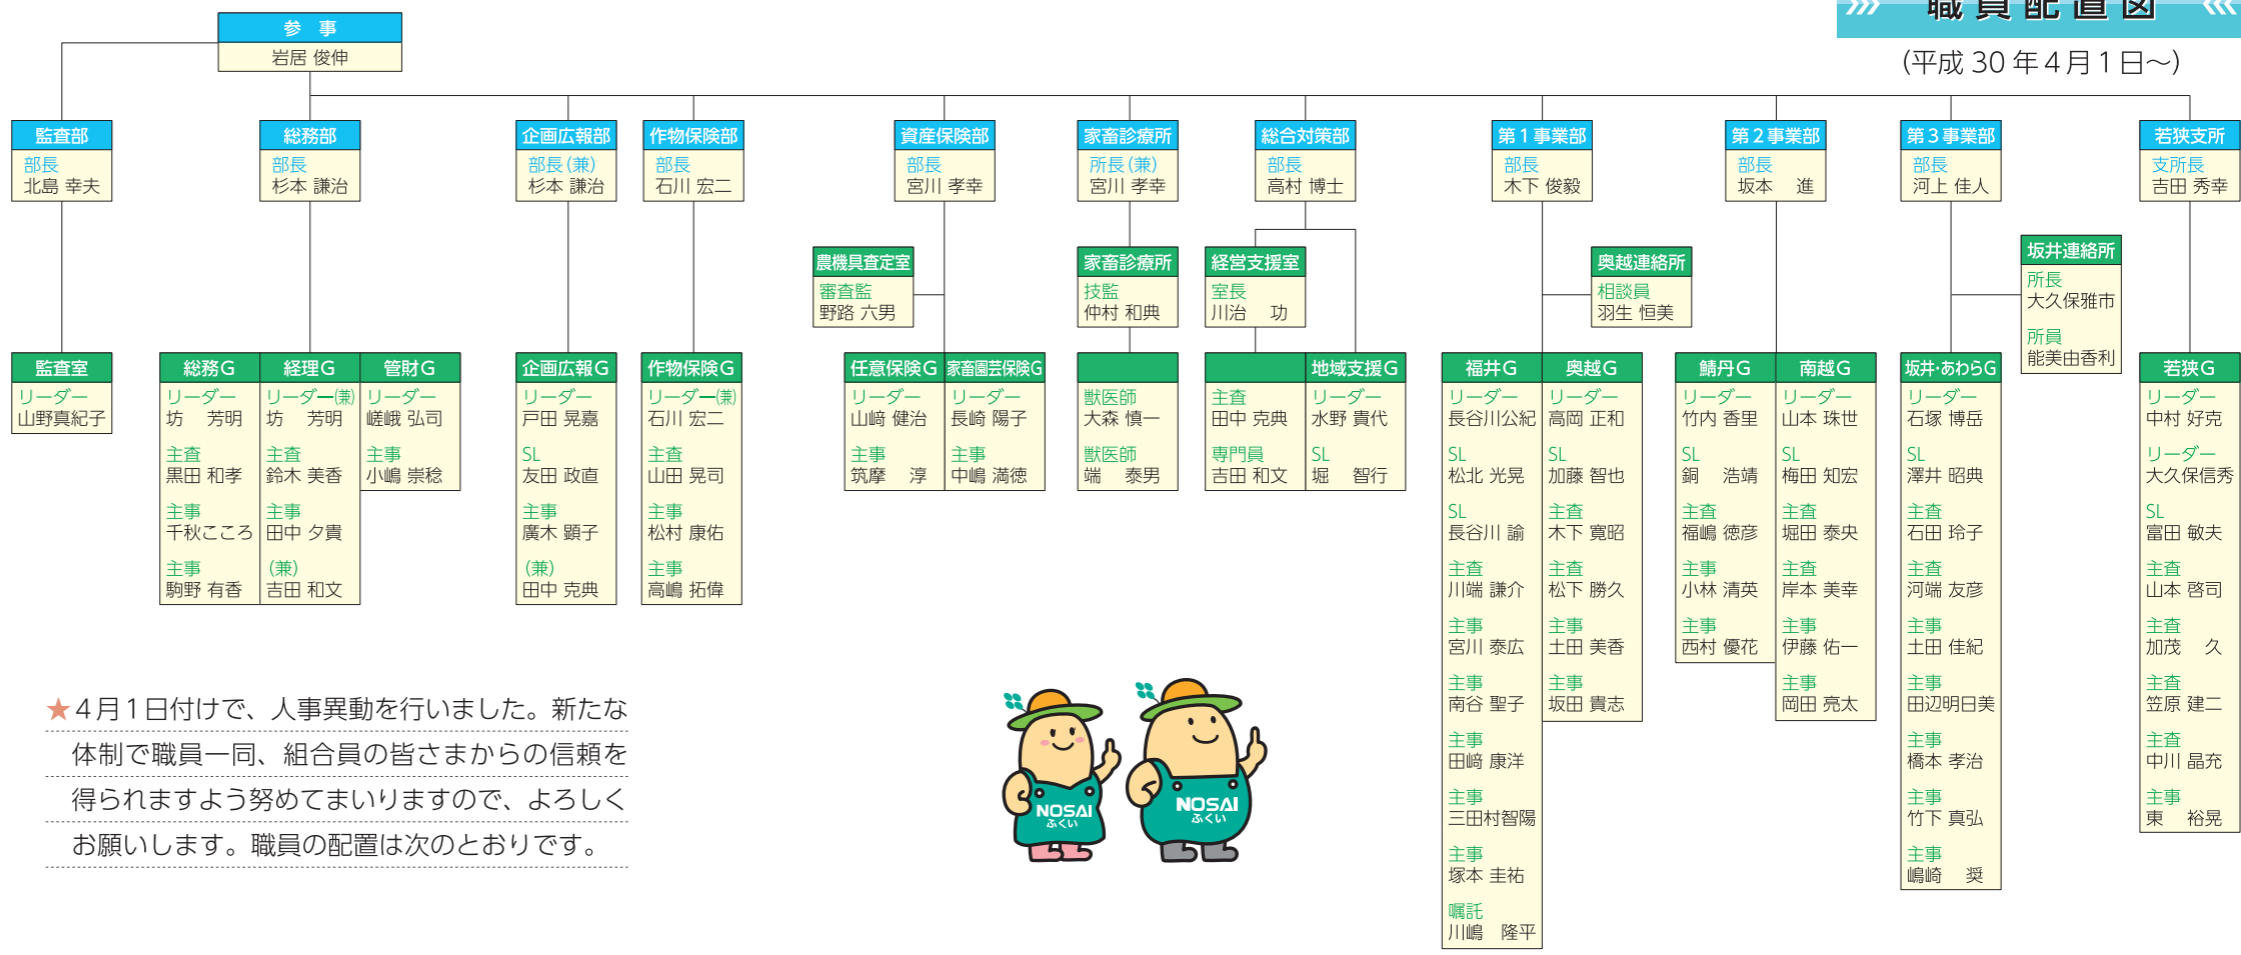 職員配置図
(平成30年4月1日~)
参 事
岩居 俊伸
監査部
部長
北島 幸夫
監査室
リーダー
山野真紀子
総務部
部長
杉本 謙治
総務G
リーダー
坊 芳明
主査
黒田 和孝
主事
千秋こころ
主事
駒野 有香
経理G
リーダー(兼)
坊 芳明
主査
鈴木 美香
主事
田中 夕貴
(兼)
吉田 和文
管財G
リーダー
嵯峨 弘司
主事
小嶋 崇稔
企画広報部
部長(兼)
杉本 謙治
企画広報G
リーダー
戸田 晃嘉
SL
友田 政直
主事
廣木 顕子
(兼)
田中 克典
作物保険部
部長
石川 宏二
作物保険G
リーダー(兼)
石川 宏二
主査
山田 晃司
主事
松村 康佑
主事
高嶋 拓偉
資産保険部
部長
宮川 孝幸
農機具査定室
審査監
野路 六男
任意保険G
リーダー
山﨑 健治
主事
筑摩 淳
家畜園芸保険G
リーダー
長崎 陽子
主事
中嶋 満徳
家畜診療所
所長(兼)
宮川 孝幸
家畜診療所
技監
仲村 和典
獣医師
大森 慎一
獣医師
端 泰男
総合対策部
部長
高村 博士
経営支援室
室長
川治 功
主査
田中 克典
専門員
吉田 和文
地域支援G
リーダー
水野 貴代
SL
堀 智行
第1事業部
部長
木下 俊毅
奥越連絡所
相談員
羽生 恒美
福井G
リーダー
長谷川公紀
SL
松北 光晃
SL
長谷川 諭
主査
川端 謙介
主事
宮川 泰広
主事
南谷 聖子
主事
田﨑 康洋
主事
三田村智陽
主事
塚本 圭祐
嘱託
川嶋 隆平
奥越G
リーダー
高岡 正和
SL
加藤 智也
主査
木下 寛昭
主査
松下 勝久
主事
土田 美香
主事
坂田 貴志
第2事業部
部長
坂本 進
鯖丹G
リーダー
竹内 香里
SL
銅 浩靖
主査
福嶋 徳彦
主事
小林 清英
主事
西村 優花
南越G
リーダー
山本 珠世
SL
梅田 知宏
主査
堀田 泰央
主査
岸本 美幸
主事
伊藤 佑一
主事
岡田 亮太
第3事業部
部長
河上 佳人
坂井連絡所
所長
大久保雅市
所員
能美由香利
坂井・あわらG
リーダー
石塚 博岳
SL
澤井 昭典
主査
石田 玲子
主査
河端 友彦
主事
土田 佳紀
主事
田辺明日美
主事
橋本 孝治
主事
竹下 真弘
主事
嶋崎 奨
若狭支所
支所長
吉田 秀幸
若狭G
リーダー
中村 好克
リーダー
大久保信秀
SL
富田 敏夫
主査
山本 啓司
主査
加茂 久
主査
笠原 建二
主査
中川 晶充
主事
東 裕晃
★4月1日付けで、人事異動を行いました。新たな
体制で職員一同、組合員の皆さまからの信頼を
得られますよう努めてまいりますので、よろしく
お願いします。職員の配置は次のとおりです。
NOSAI
ふくい
NOSAI
ふくい